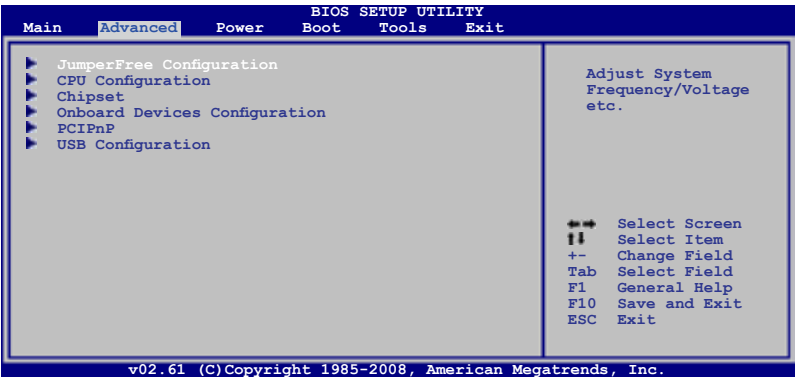 BIOS SETUP UTILITY
Main Advanced Power Boot Tools Exit
JumperFree Configuration
CPU Configuration
Chipset
Onboard Devices Configuration
PCIPnP
USB Configuration
Adjust System
Frequency/Voltage
etc.
Select Screen
Select Item
+- Change Field
Tab Select Field
F1 General Help
F10 Save and Exit
ESC Exit
v02.61 (C)Copyright 1985-2008, American Megatrends, Inc.